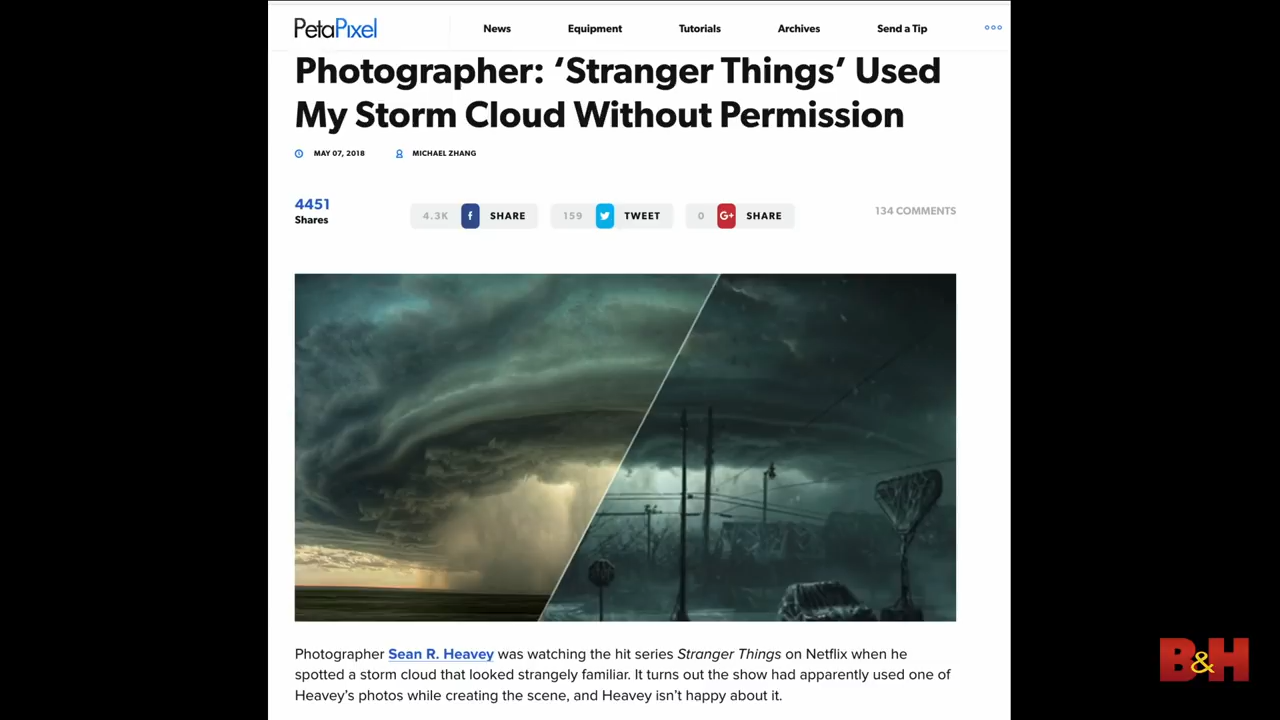 PetaPixel
News
Equipment
Tutorials
Archives
Send a Tip
Photographer: ‘Stranger Things’ Used
My Storm Cloud Without Permission
MAY 07, 2018
MICHAEL ZHANG
4451
Shares
4.3K f SHARE
159 TWEET
0 G+ SHARE
134 COMMENTS
Photographer Sean R. Heavey was watching the hit series Stranger Things on Netflix when he
spotted a storm cloud that looked strangely familiar. It turns out the show had apparently used one of
Heavey’s photos while creating the scene, and Heavey isn’t happy about it.
B&H